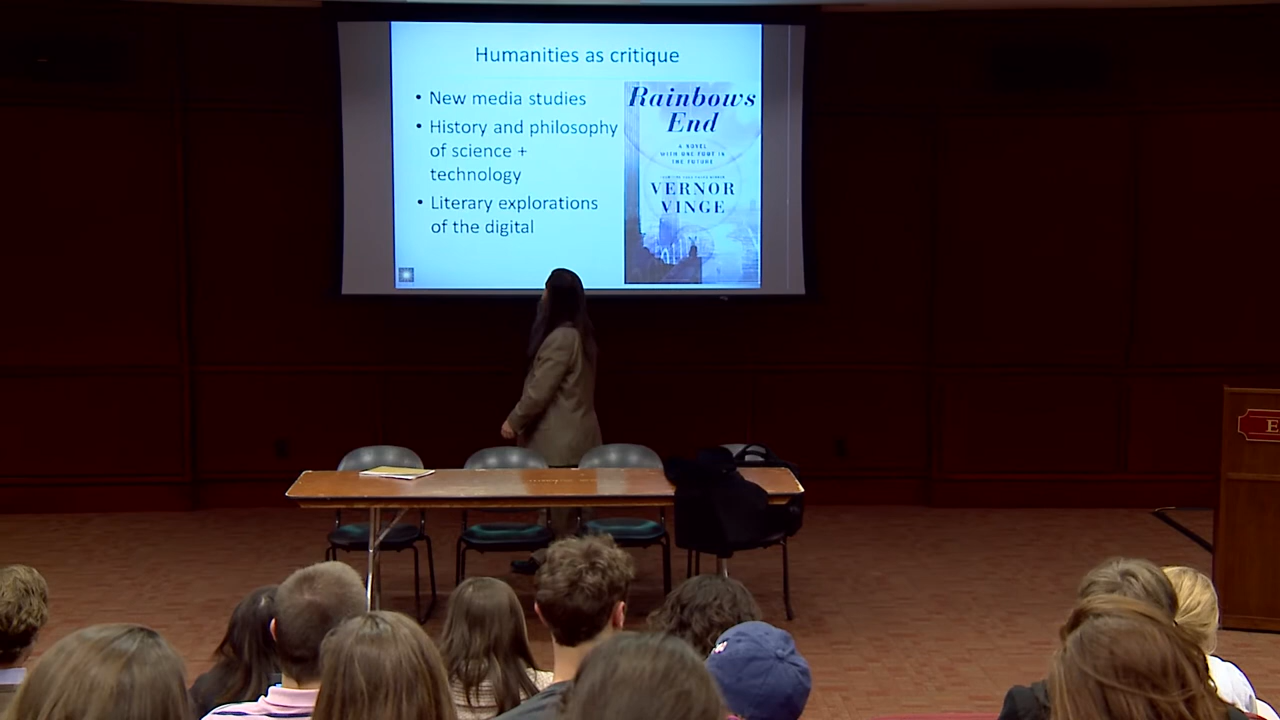 Humanities as critique
• New media studies
• History and philosophy
of science +
technology
• Literary explorations
of the digital
Rainbows
End
A NOVEL
WITH ONE FOOT IN
THE FUTURE
VERNOR
VINGE
E